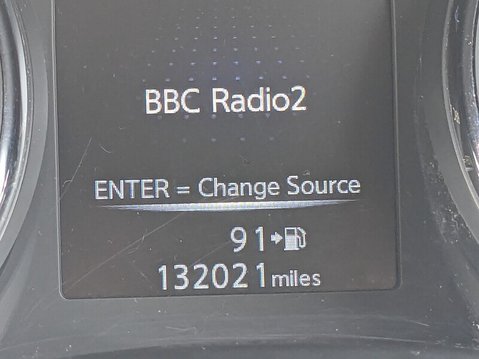 BBC Radio2
ENTER = Change Source
91
132021 miles